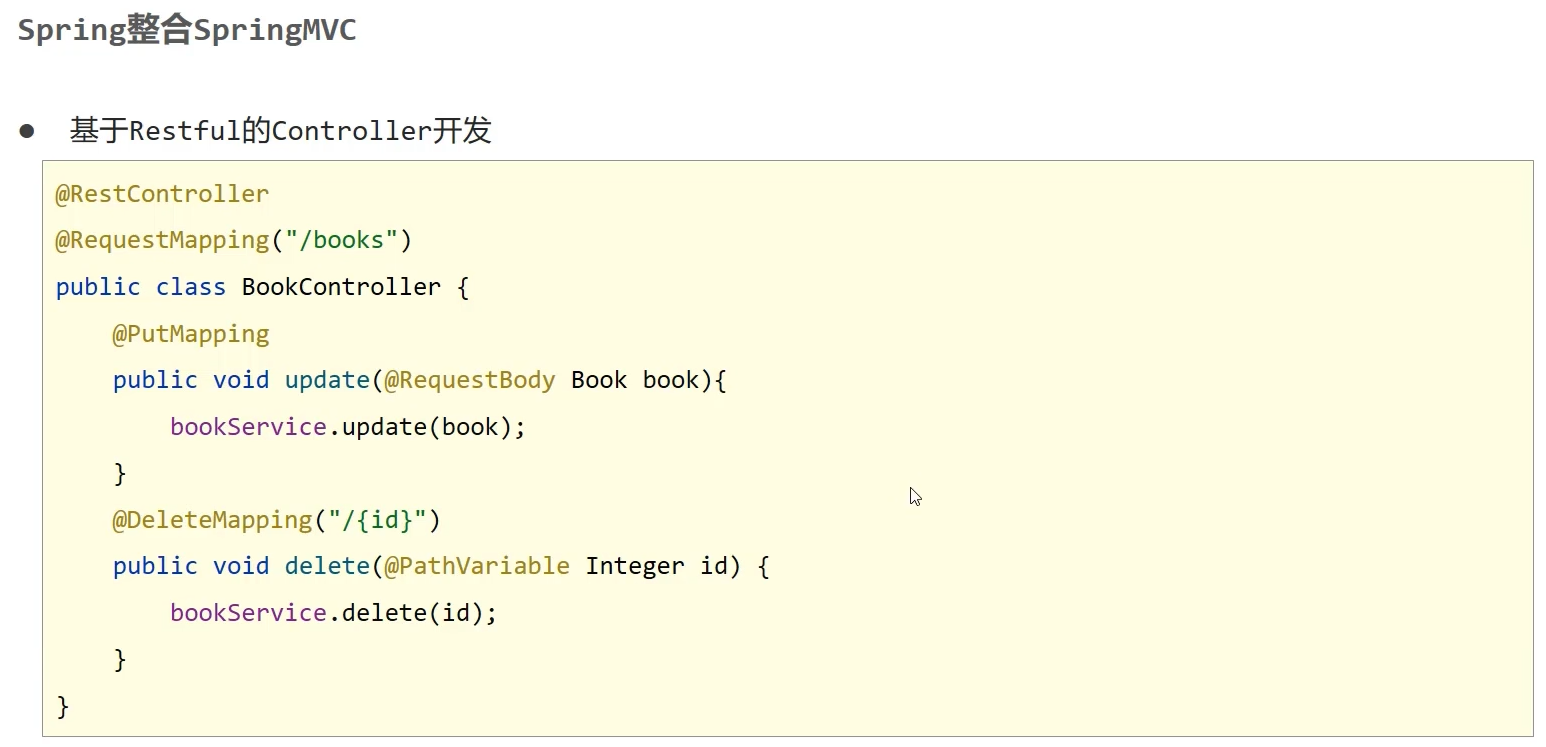 Spring整合SpringMVC
● 基于Restful的Controller开发
@RestController
@RequestMapping("/books")
public class BookController {
    @PutMapping
    public void update(@RequestBody Book book){
        bookService.update(book);
    }
    @DeleteMapping("/{id}")
    public void delete(@PathVariable Integer id) {
        bookService.delete(id);
    }
}